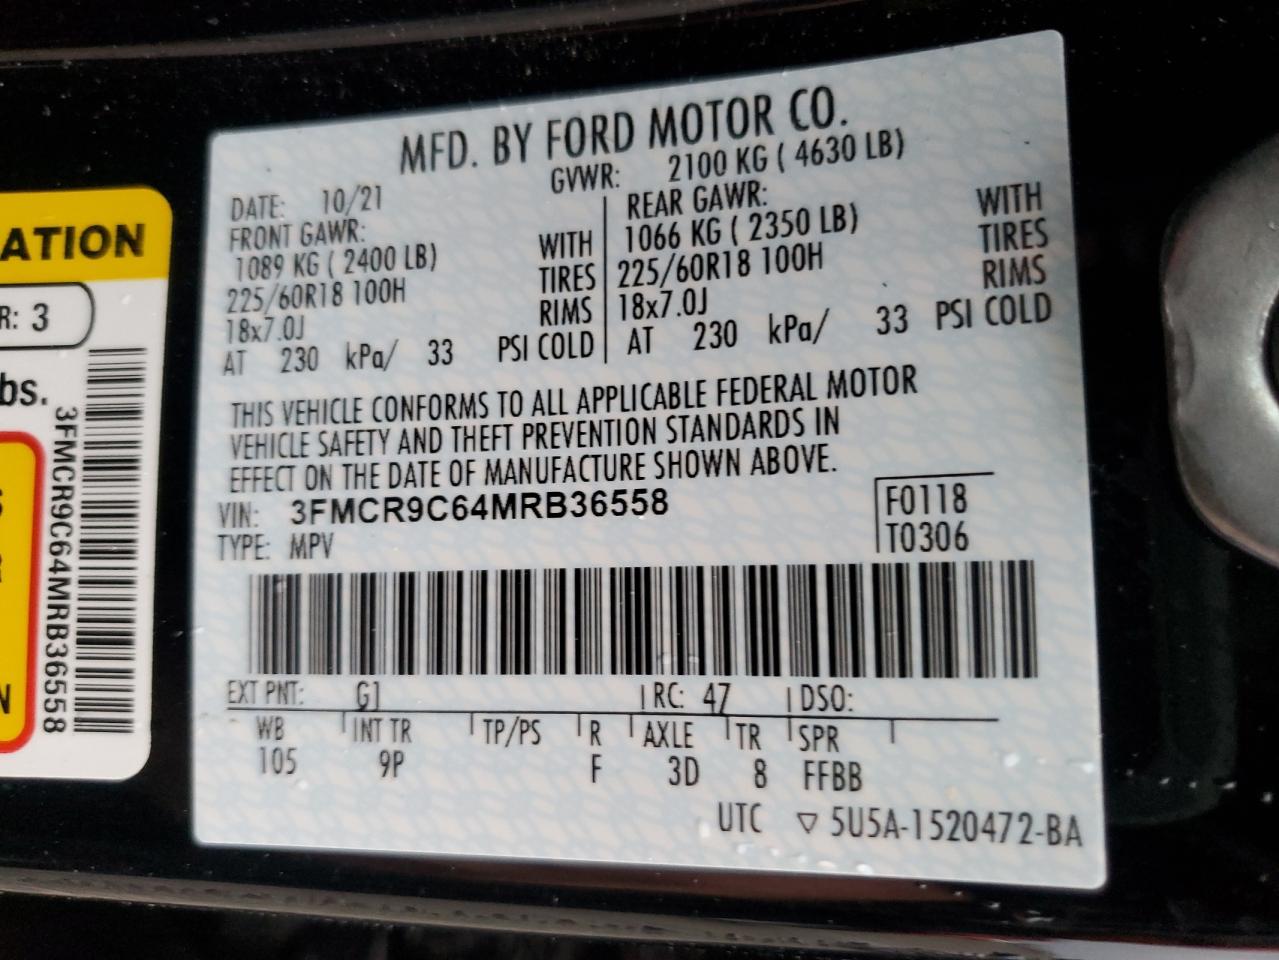 MFD. BY FORD MOTOR CO.
DATE: 10/21 GVWR: 2100 KG ( 4630 LB)
FRONT GAWR: REAR GAWR:
1089 KG ( 2400 LB) WITH 1066 KG ( 2350 LB) WITH
225/60R18 100H TIRES 225/60R18 100H TIRES
18x7.0J RIMS 18x7.0J RIMS
AT 230 kPa/ 33 PSI COLD AT 230 kPa/ 33 PSI COLD
THIS VEHICLE CONFORMS TO ALL APPLICABLE FEDERAL MOTOR
VEHICLE SAFETY AND THEFT PREVENTION STANDARDS IN
EFFECT ON THE DATE OF MANUFACTURE SHOWN ABOVE.
VIN: 3FMCR9C64MRB36558 F0118
TYPE: MPV T0306
EXT PNT: G1 RC: 47 DSO:
WB INT TR TP/PS R AXLE TR SPR
105 9P F 3D 8 FFBB
UTC ▽ 5U5A-1520472-BA
ATION
R: 3
bs.
3FMCR9C64MRB36558
N